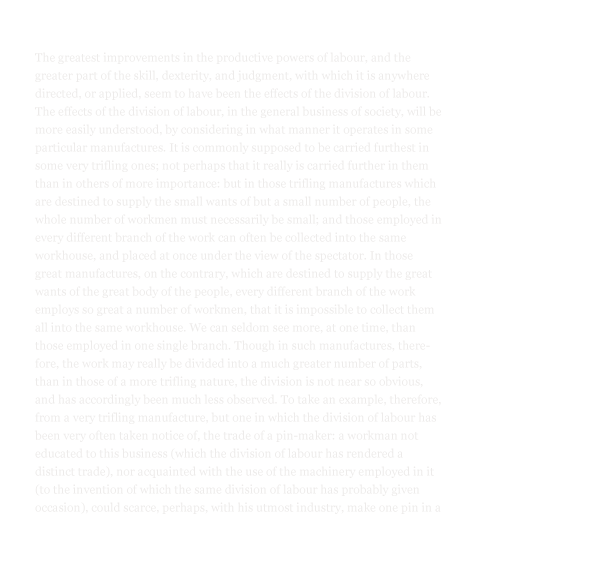 The greatest improvements in the productive powers of labour, and the
greater part of the skill, dexterity, and judgment, with which it is anywhere
directed, or applied, seem to have been the effects of the division of labour.
The effects of the division of labour, in the general business of society, will be
more easily understood, by considering in what manner it operates in some
particular manufactures. It is commonly supposed to be carried furthest in
some very trifling ones; not perhaps that it really is carried further in them
than in others of more importance: but in those trifling manufactures which
are destined to supply the small wants of but a small number of people, the
whole number of workmen must necessarily be small; and those employed in
every different branch of the work can often be collected into the same
workhouse, and placed at once under the view of the spectator. In those
great manufactures, on the contrary, which are destined to supply the great
wants of the great body of the people, every different branch of the work
employs so great a number of workmen, that it is impossible to collect them
all into the same workhouse. We can seldom see more, at one time, than
those employed in one single branch. Though in such manufactures, there-
fore, the work may really be divided into a much greater number of parts,
than in those of a more trifling nature, the division is not near so obvious,
and has accordingly been much less observed. To take an example, therefore,
from a very trifling manufacture, but one in which the division of labour has
been very often taken notice of, the trade of a pin-maker: a workman not
educated to this business (which the division of labour has rendered a
distinct trade), nor acquainted with the use of the machinery employed in it
(to the invention of which the same division of labour has probably given
occasion), could scarce, perhaps, with his utmost industry, make one pin in a